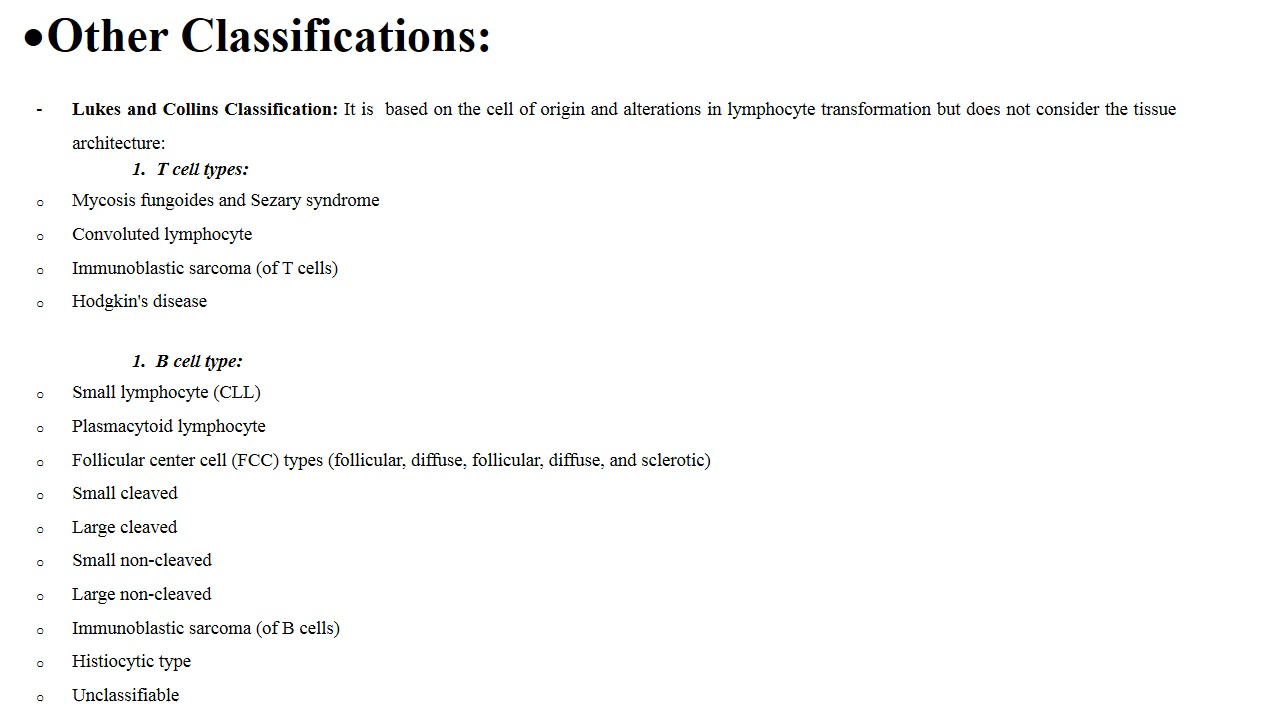 •Other Classifications:
- Lukes and Collins Classification: It is  based on the cell of origin and alterations in lymphocyte transformation but does not consider the tissue
architecture:
1. T cell types:
o Mycosis fungoides and Sezary syndrome
o Convoluted lymphocyte
o Immunoblastic sarcoma (of T cells)
o Hodgkin's disease
1. B cell type:
o Small lymphocyte (CLL)
o Plasmacytoid lymphocyte
o Follicular center cell (FCC) types (follicular, diffuse, follicular, diffuse, and sclerotic)
o Small cleaved
o Large cleaved
o Small non-cleaved
o Large non-cleaved
o Immunoblastic sarcoma (of B cells)
o Histiocytic type
o Unclassifiable